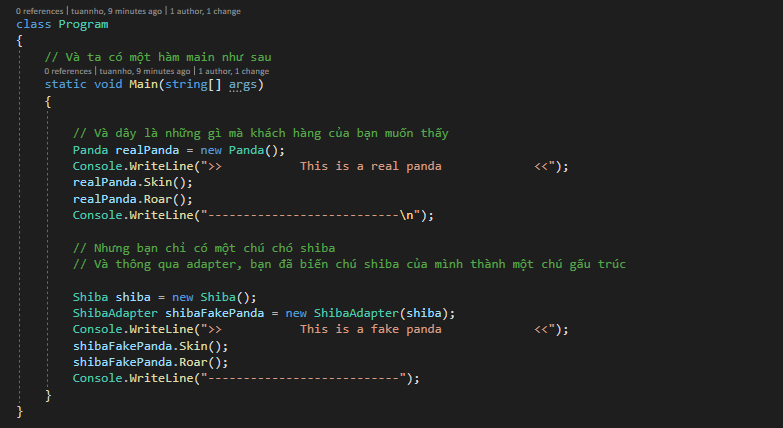 0 references | tuannho, 9 minutes ago | 1 author, 1 change
class Program
{
// Và ta có một hàm main như sau
0 references | tuannho, 9 minutes ago | 1 author, 1 change
static void Main(string[] args)
{
// Và dây là những gì mà khách hàng của bạn muốn thấy
Panda realPanda = new Panda();
Console.WriteLine(">>           This is a real panda             <<");
realPanda.Skin();
realPanda.Roar();
Console.WriteLine("---------------------------\n");
// Nhưng bạn chỉ có một chú chó shiba
// Và thông qua adapter, bạn đã biến chú shiba của mình thành một chú gấu trúc
Shiba shiba = new Shiba();
ShibaAdapter shibaFakePanda = new ShibaAdapter(shiba);
Console.WriteLine(">>           This is a fake panda             <<");
shibaFakePanda.Skin();
shibaFakePanda.Roar();
Console.WriteLine("---------------------------");
}
}